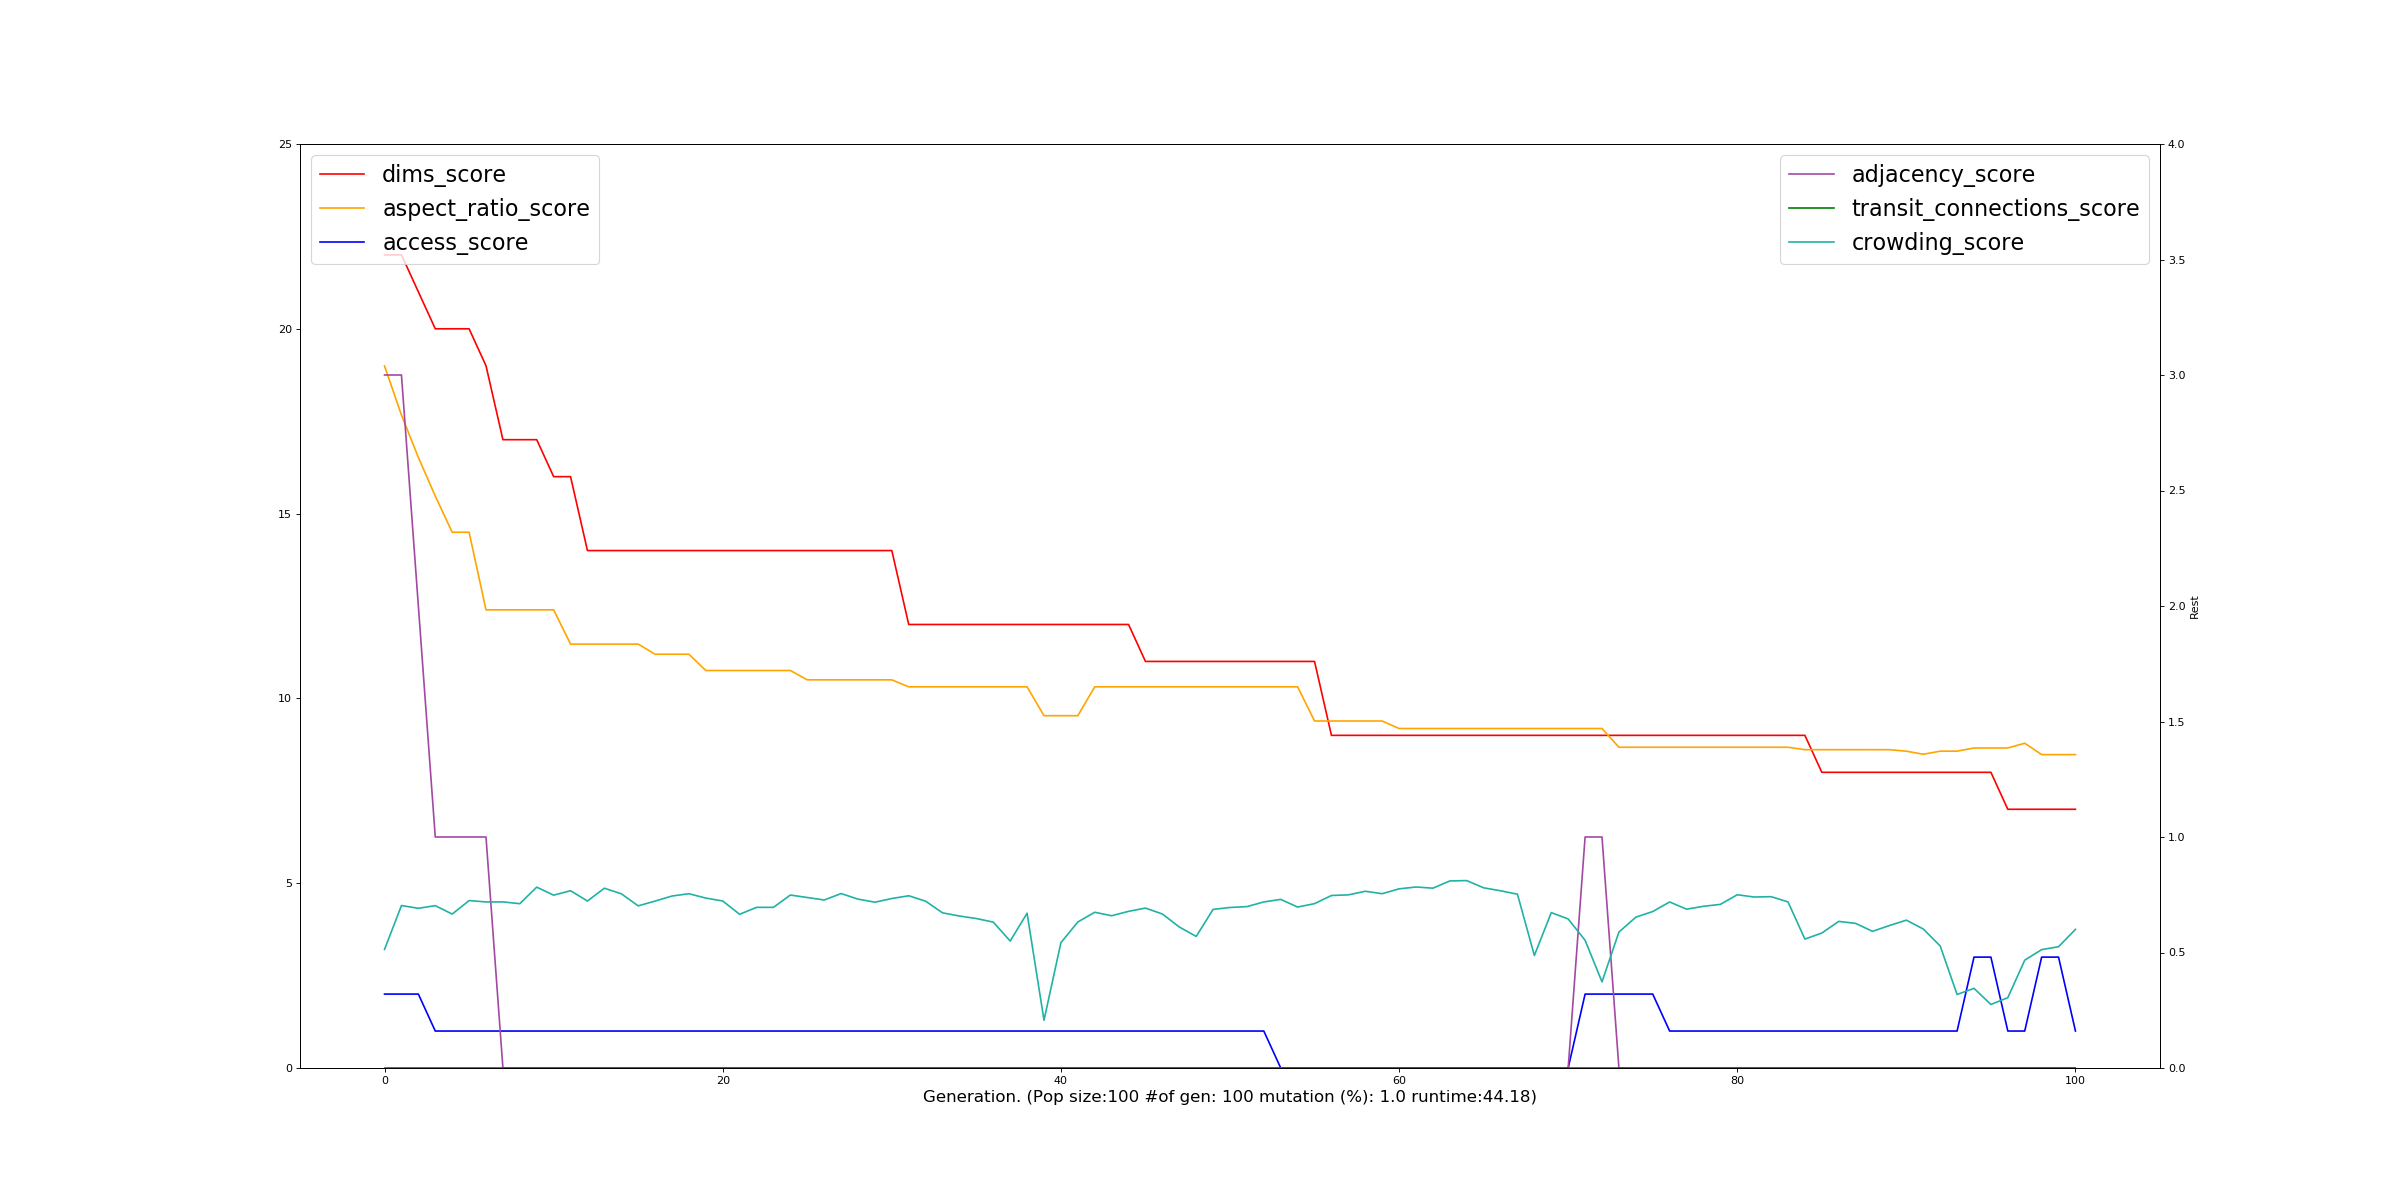 25
20
15
10
5
0
dims_score
aspect_ratio_score
access_score
adjacency_score
transit_connections_score
crowding_score
4.0
3.5
3.0
2.5
2.0
1.5
1.0
0.5
0.0
Rest
0 20 40 60 80 100
Generation. (Pop size:100 #of gen: 100 mutation (%): 1.0 runtime:44.18)